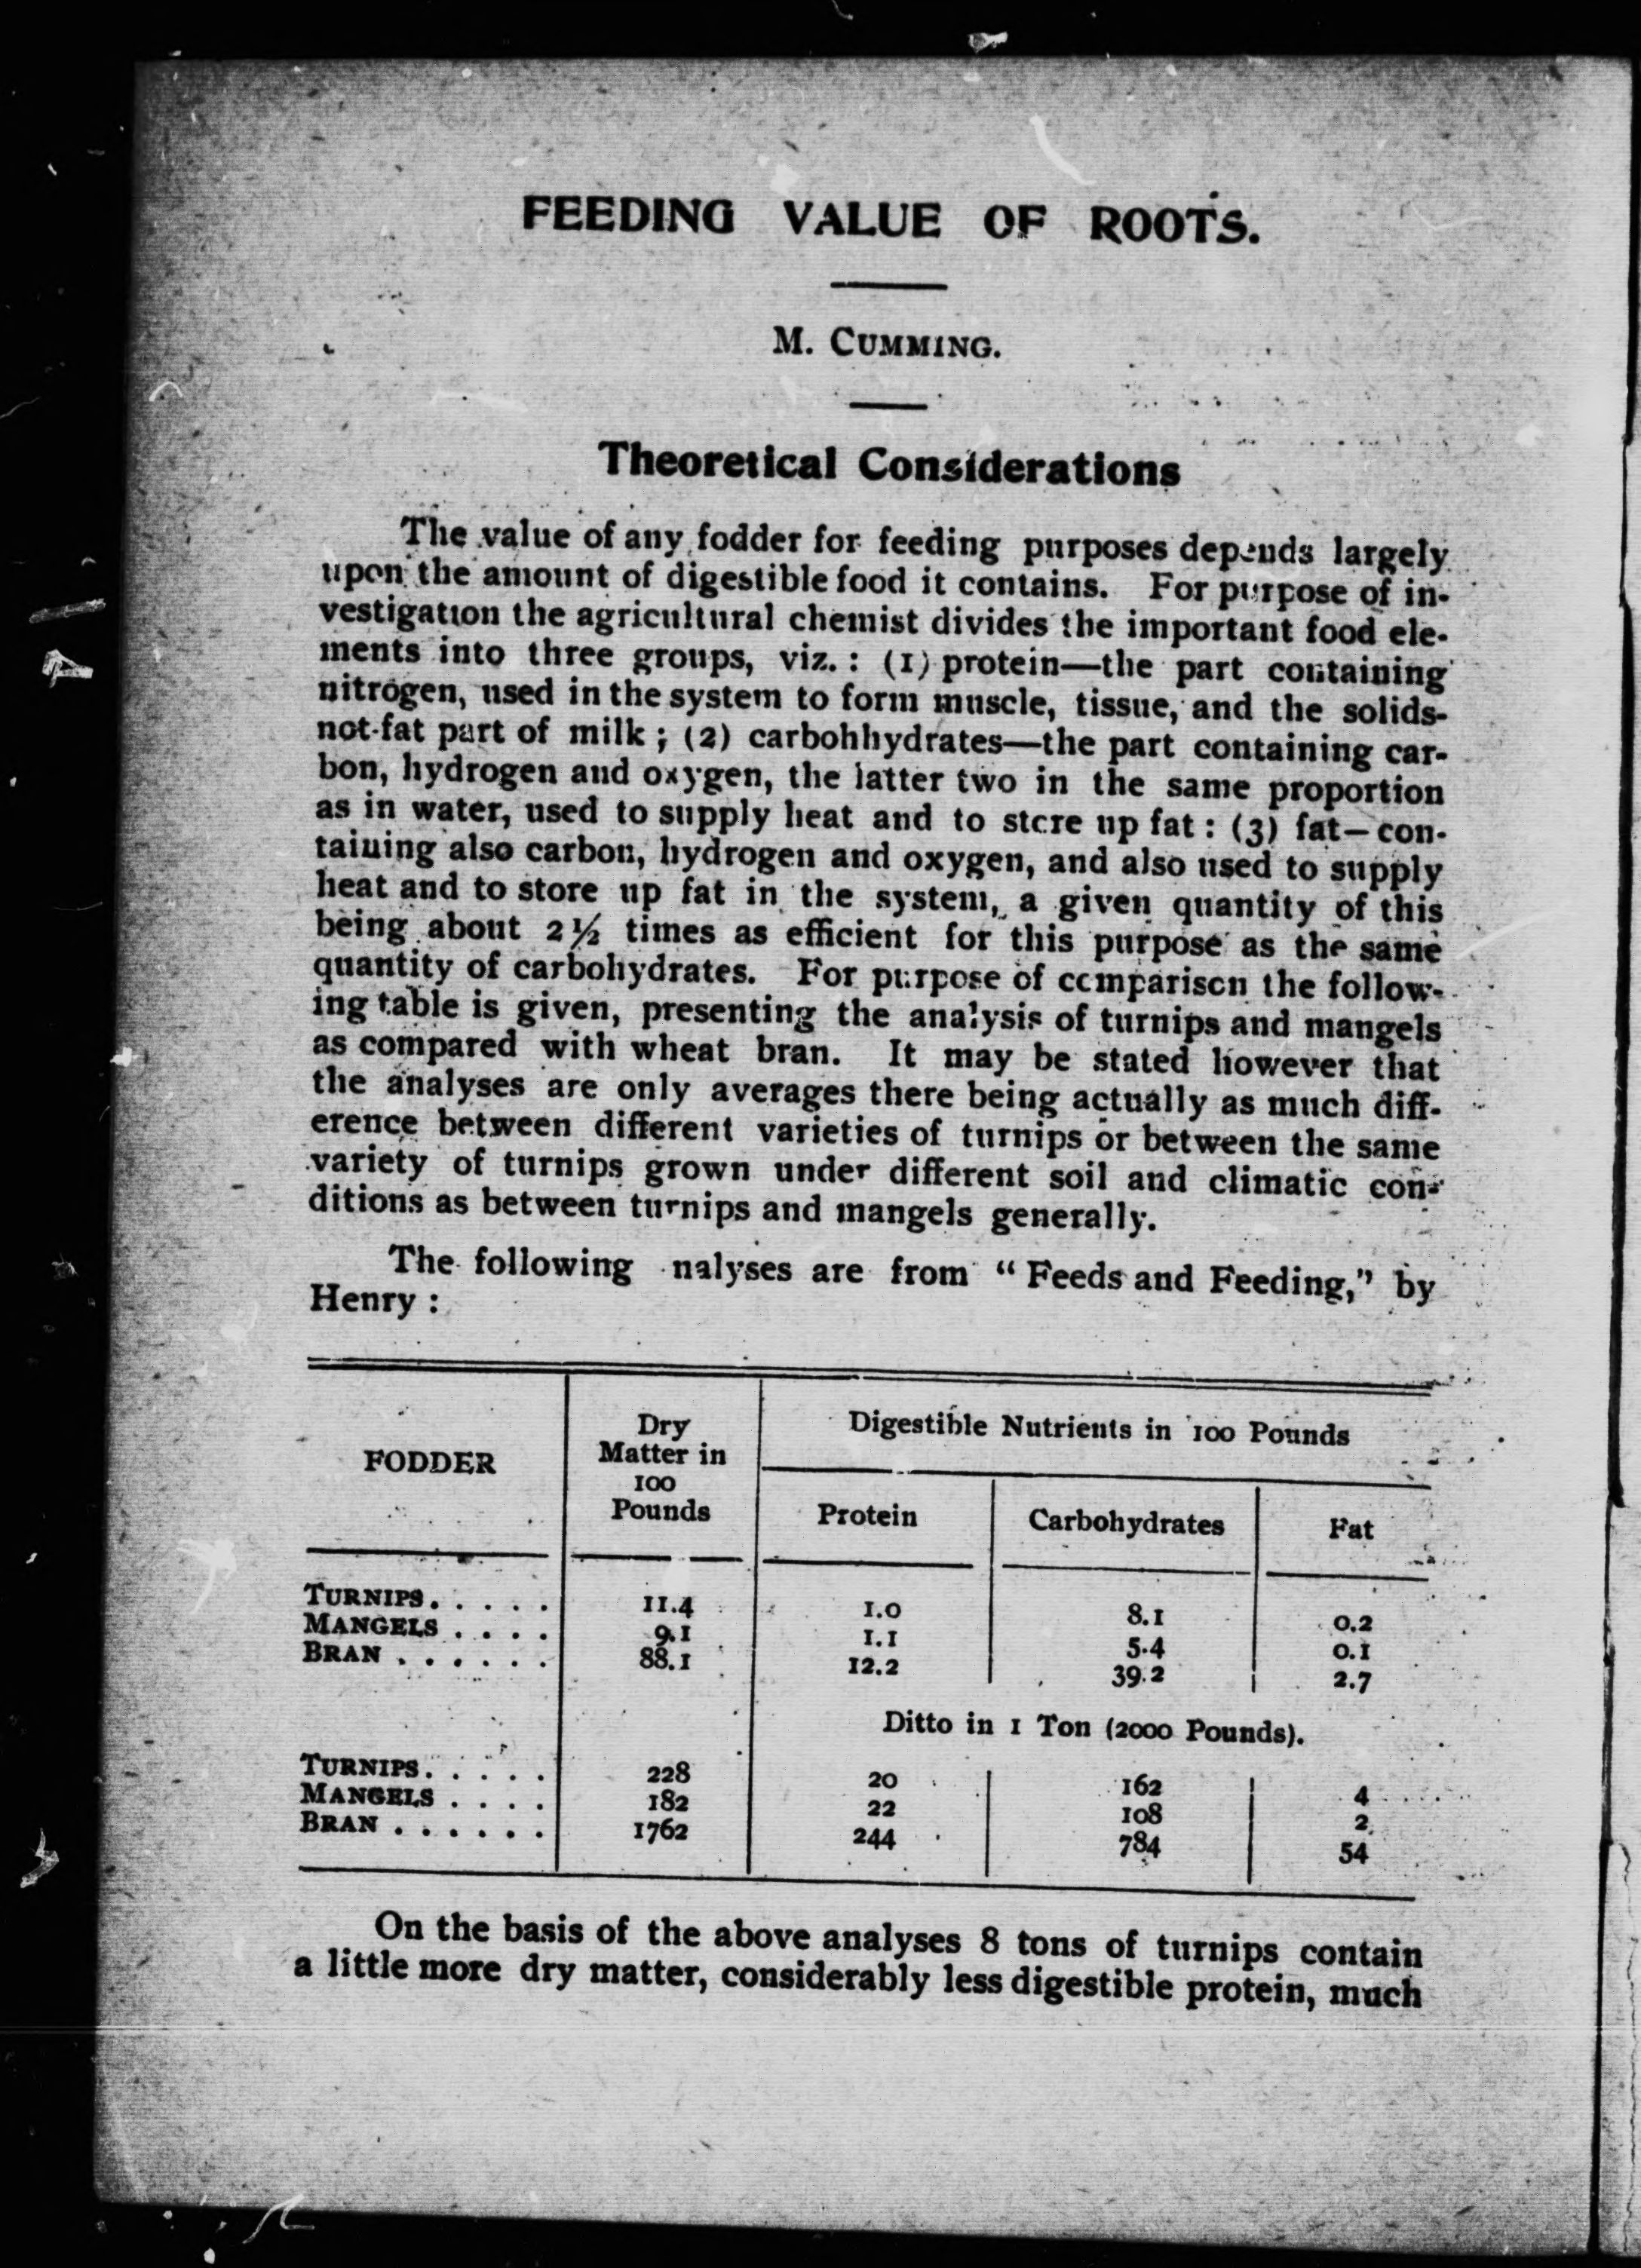 FEEDING VALUE OF ROOTS.
M. CUMMING.
Theoretical Considerations
The value of any fodder for feeding purposes depends largely
upon the amount of digestible food it contains. For purpose of in-
vestigation the agricultural chemist divides the important food ele-
ments into three groups, viz. : (1) protein—the part containing
nitrogen, used in the system to form muscle, tissue, and the solids-
not-fat part of milk ; (2) carbohhydrates—the part containing car-
bon, hydrogen and oxygen, the latter two in the same proportion
as in water, used to supply heat and to store up fat : (3) fat—con-
taining also carbon, hydrogen and oxygen, and also used to supply
heat and to store up fat in the system, a given quantity of this
being about 2½ times as efficient for this purpose as the same
quantity of carbohydrates. For purpose of comparison the follow-
ing table is given, presenting the analysis of turnips and mangels
as compared with wheat bran. It may be stated however that
the analyses are only averages there being actually as much diff-
erence between different varieties of turnips or between the same
variety of turnips grown under different soil and climatic con-
ditions as between turnips and mangels generally.
The following nalyses are from " Feeds and Feeding," by
Henry :
FODDER
Dry
Matter in
100
Pounds
Digestible Nutrients in 100 Pounds
Protein Carbohydrates Fat
TURNIPS. . . . . 11.4 1.0 8.1 0.2
MANGELS . . . . 9.1 1.1 5.4 0.1
BRAN . . . . . . 88.1 12.2 39.2 2.7
Ditto in 1 Ton (2000 Pounds).
TURNIPS. . . . . 228 20 162 4
MANGELS . . . . 182 22 108 2
BRAN . . . . . . 1762 244 784 54
On the basis of the above analyses 8 tons of turnips contain
a little more dry matter, considerably less digestible protein, much